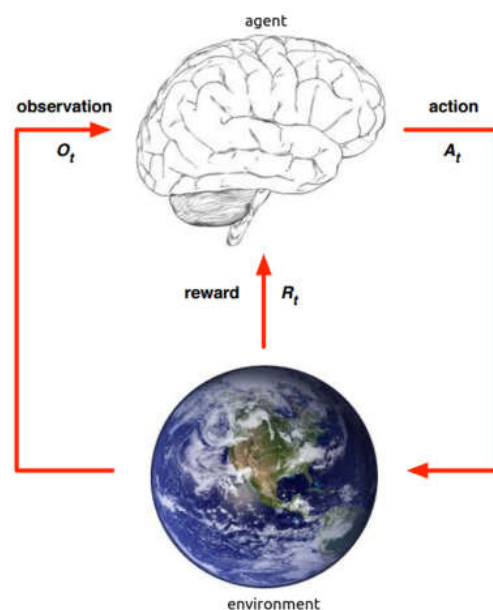 agent
observation
O_t
action
A_t
reward
R_t
environment